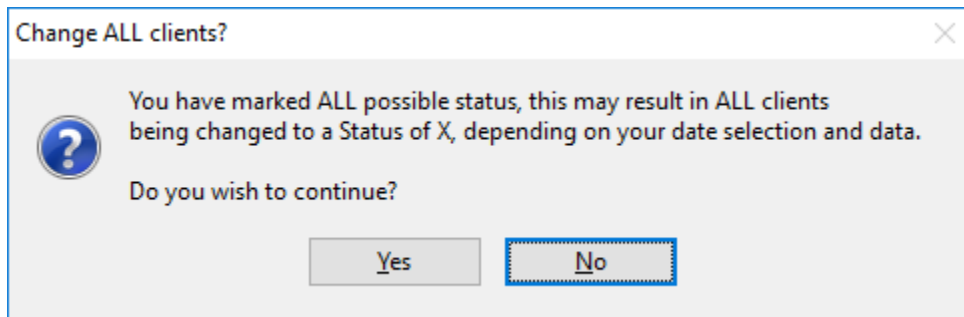 Change ALL clients?
You have marked ALL possible status, this may result in ALL clients
being changed to a Status of X, depending on your date selection and data.
Do you wish to continue?
Yes
No